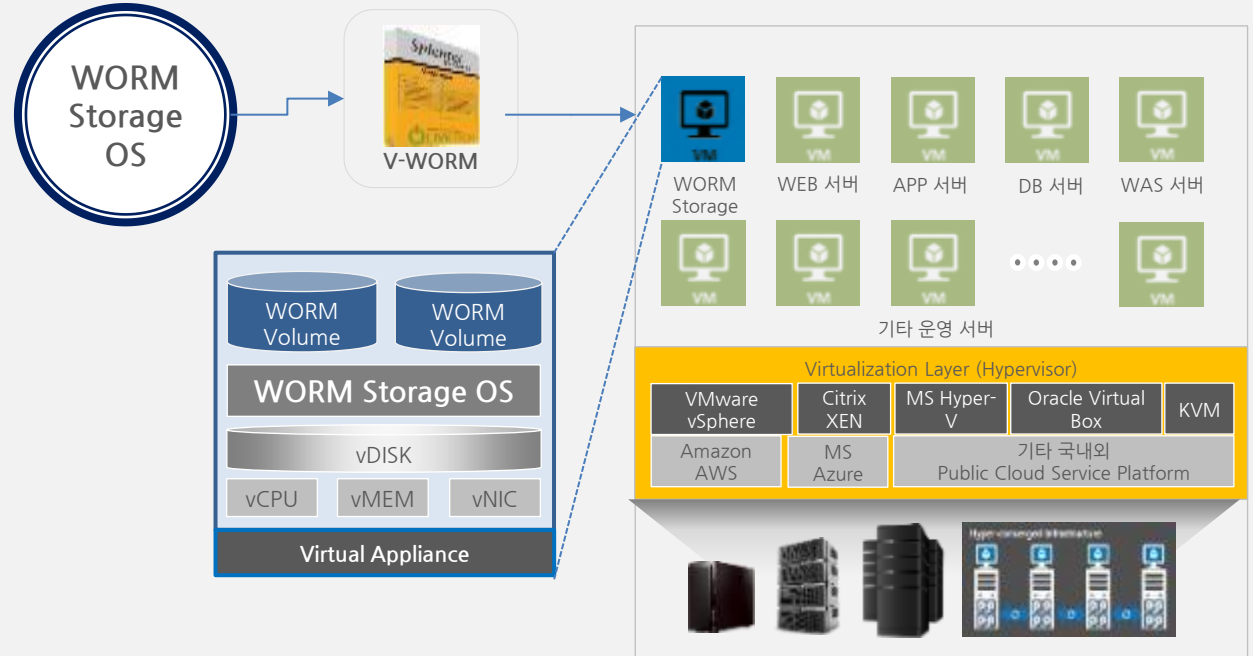 WORM
Storage
OS
V-WORM
VM
VM
VM
VM
VM
WORM
Storage
WEB 서버
APP 서버
DB 서버
WAS 서버
VM
VM
VM
VM
기타 운영 서버
WORM
Volume
WORM
Volume
WORM Storage OS
vDISK
vCPU
vMEM
vNIC
Virtual Appliance
Virtualization Layer (Hypervisor)
VMware
vSphere
Citrix
XEN
MS Hyper-
V
Oracle Virtual
Box
KVM
Amazon
AWS
MS
Azure
기타 국내외
Public Cloud Service Platform
Hyper-converged Infrastructure